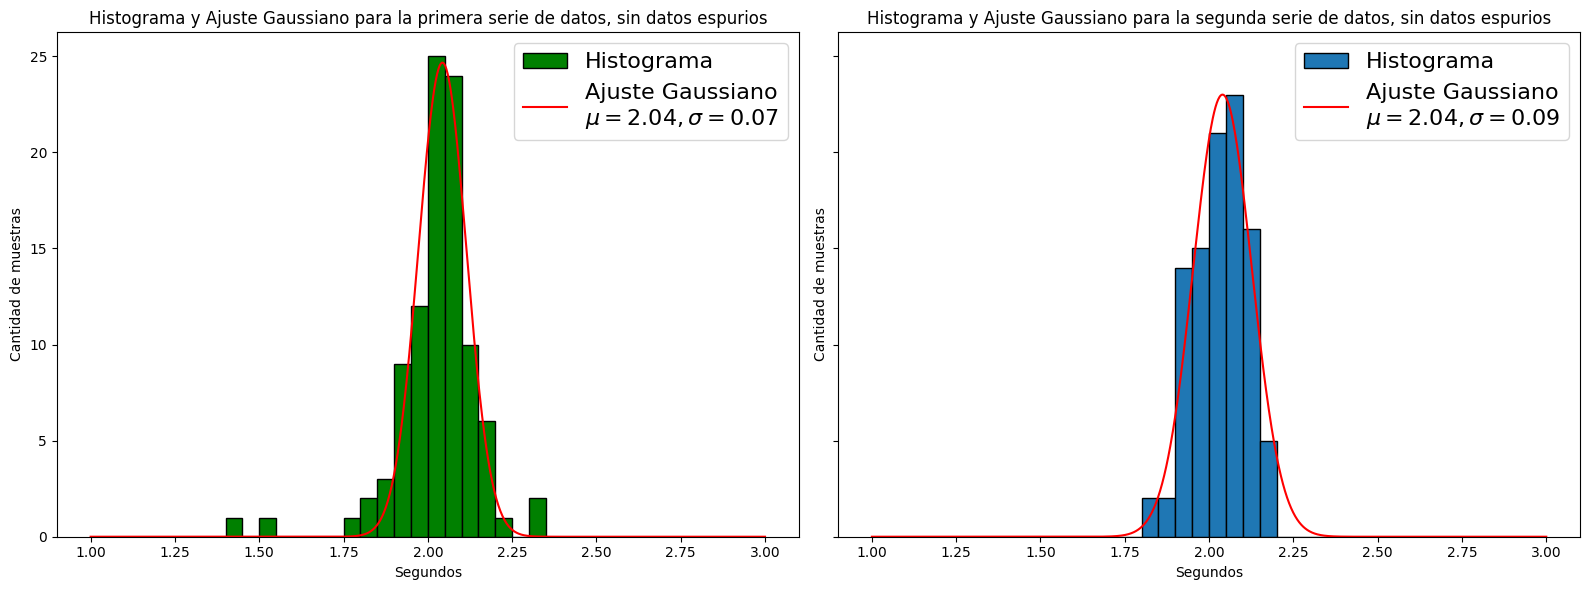 Histograma y Ajuste Gaussiano para la primera serie de datos, sin datos espurios
Histograma
Ajuste Gaussiano
μ = 2.04, σ = 0.07
Cantidad de muestras
25
20
15
10
5
0
1.00 1.25 1.50 1.75 2.00 2.25 2.50 2.75 3.00
Segundos
Histograma y Ajuste Gaussiano para la segunda serie de datos, sin datos espurios
Histograma
Ajuste Gaussiano
μ = 2.04, σ = 0.09
Cantidad de muestras
1.00 1.25 1.50 1.75 2.00 2.25 2.50 2.75 3.00
Segundos